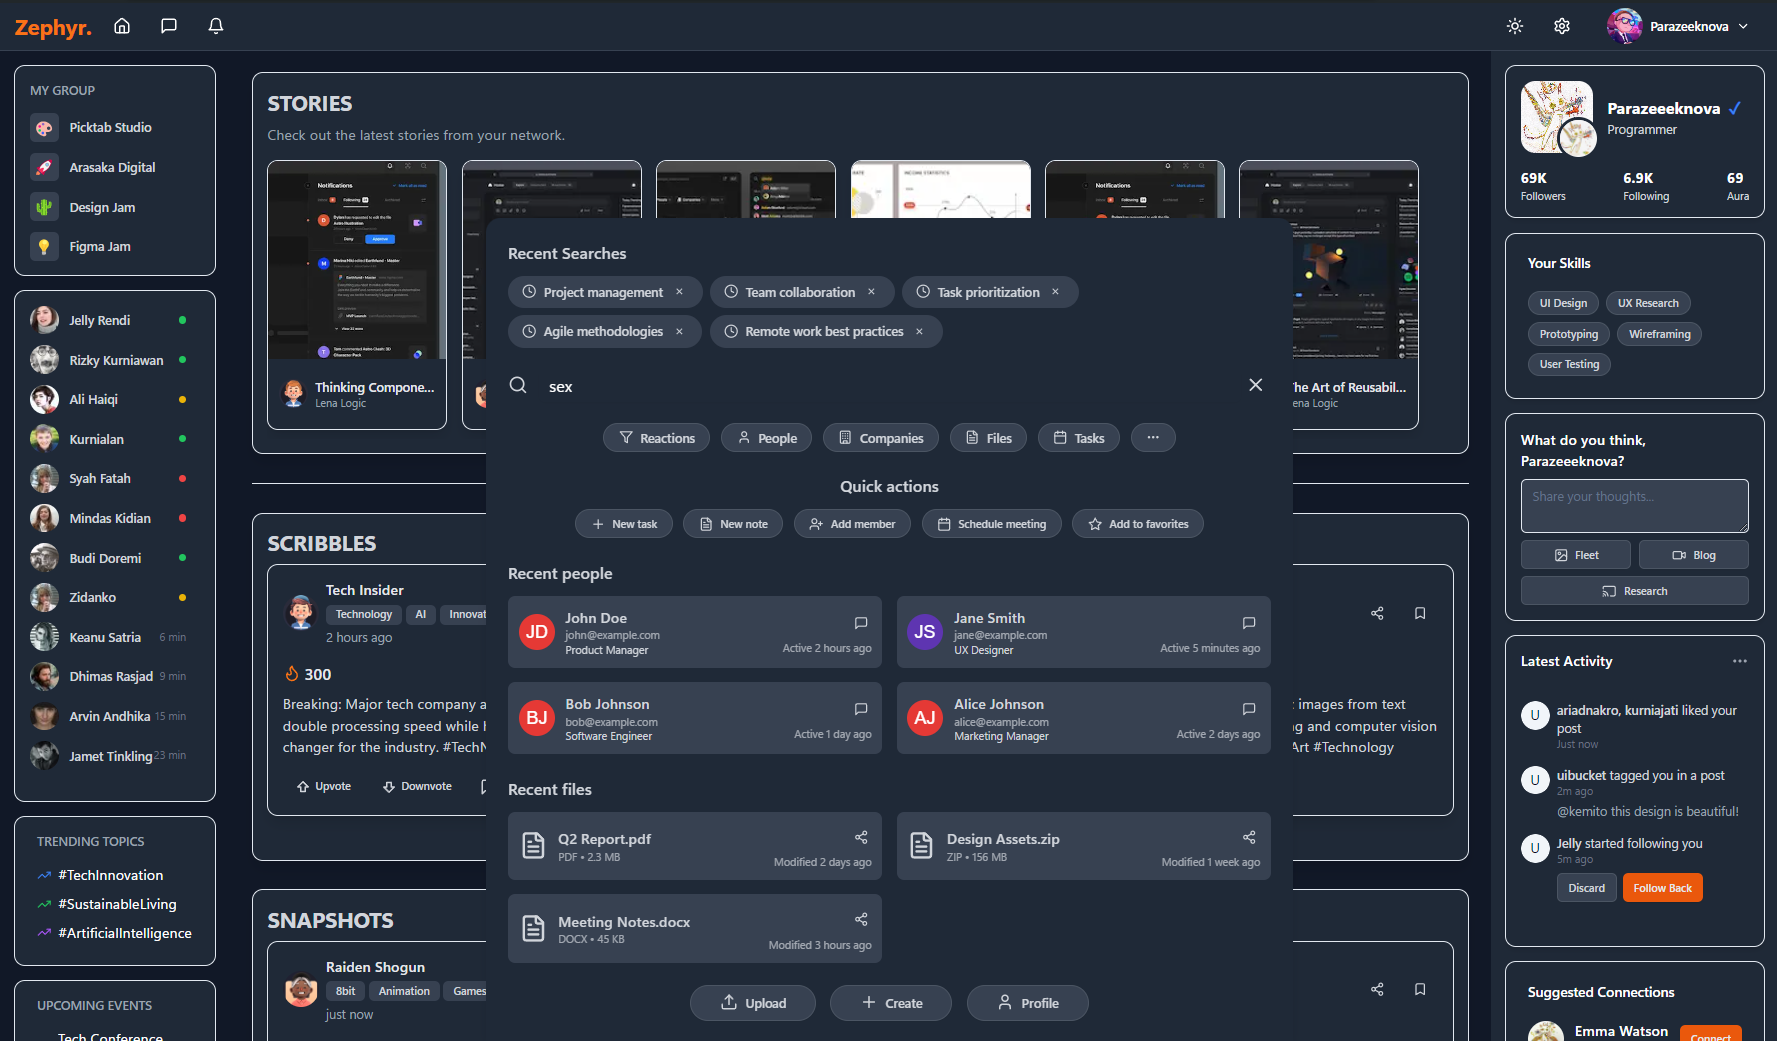 Zephyr.
Parazeeknova
MY GROUP
Picktab Studio
Arasaka Digital
Design Jam
Figma Jam
Jelly Rendi
Rizky Kurniawan
Ali Haiqi
Kurnialan
Syah Fatah
Mindas Kidian
Budi Doremi
Zidanko
Keanu Satria 6 min
Dhimas Rasjad 9 min
Arvin Andhika 15 min
Jamet Tinkling 23 min
TRENDING TOPICS
#TechInnovation
#SustainableLiving
#ArtificialIntelligence
UPCOMING EVENTS
Tech Conference
STORIES
Check out the latest stories from your network.
Notifications
Thinking Compone...
Lena Logic
Notifications
The Art of Reusabil...
ena Logic
Recent Searches
Project management ×
Team collaboration ×
Task prioritization ×
Agile methodologies ×
Remote work best practices ×
sex
Reactions
People
Companies
Files
Tasks
...
Quick actions
New task
New note
Add member
Schedule meeting
Add to favorites
Recent people
JD
John Doe
john@example.com
Product Manager
Active 2 hours ago
JS
Jane Smith
jane@example.com
UX Designer
Active 5 minutes ago
BJ
Bob Johnson
bob@example.com
Software Engineer
Active 1 day ago
AJ
Alice Johnson
alice@example.com
Marketing Manager
Active 2 days ago
Recent files
Q2 Report.pdf
PDF • 2.3 MB
Modified 2 days ago
Design Assets.zip
ZIP • 156 MB
Modified 1 week ago
Meeting Notes.docx
DOCX • 45 KB
Modified 3 hours ago
Upload
Create
Profile
SCRIBBLES
Tech Insider
Technology AI Innovat
2 hours ago
300
Breaking: Major tech company a
double processing speed while
changer for the industry. #TechN
Upvote
Downvote
images from text
g and computer vision
Art #Technology
SNAPSHOTS
Raiden Shogun
8bit Animation Games
just now
Parazeeeknova
Programmer
69K 6.9K 69
Followers Following Aura
Your Skills
UI Design
UX Research
Prototyping
Wireframing
User Testing
What do you think,
Parazeeeknova?
Share your thoughts...
Fleet
Blog
Research
Latest Activity
U
ariadnakro, kurniajati liked your
post
Just now
U
uibucket tagged you in a post
2m ago
@kemito this design is beautiful!
U
Jelly started following you
5m ago
Discard
Follow Back
Suggested Connections
Emma Watson
Connect